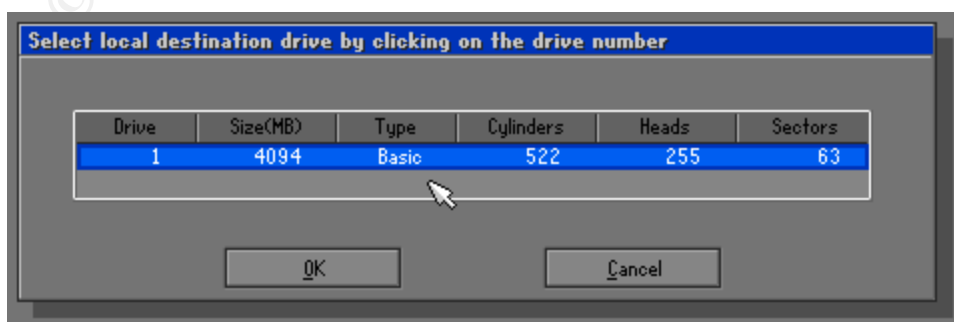 Select local destination drive by clicking on the drive number
Drive Size(MB) Type Cylinders Heads Sectors
1 4094 Basic 522 255 63
OK Cancel